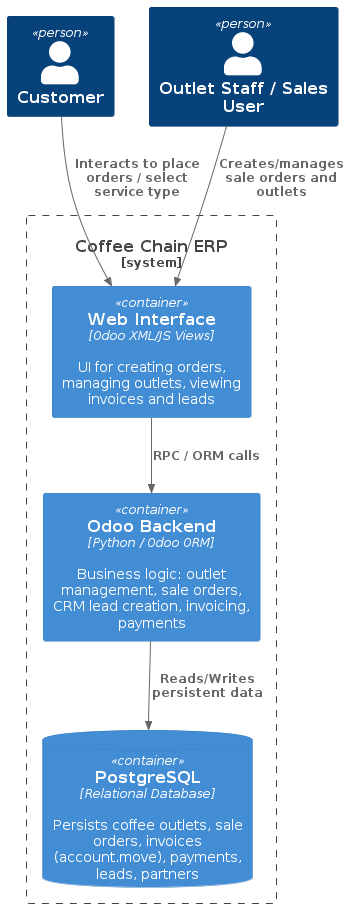 «person»
Customer
«person»
Outlet Staff / Sales
User
Interacts to place
orders / select
service type
Creates/manages
sale orders and
outlets
Coffee Chain ERP
[system]
«container»
Web Interface
[Odoo XML/JS Views]
UI for creating orders,
managing outlets, viewing
invoices and leads
RPC / ORM calls
«container»
Odoo Backend
[Python / Odoo ORM]
Business logic: outlet
management, sale orders,
CRM lead creation, invoicing,
payments
Reads/Writes
persistent data
«container»
PostgreSQL
[Relational Database]
Persists coffee outlets, sale
orders, invoices
(account.move), payments,
leads, partners